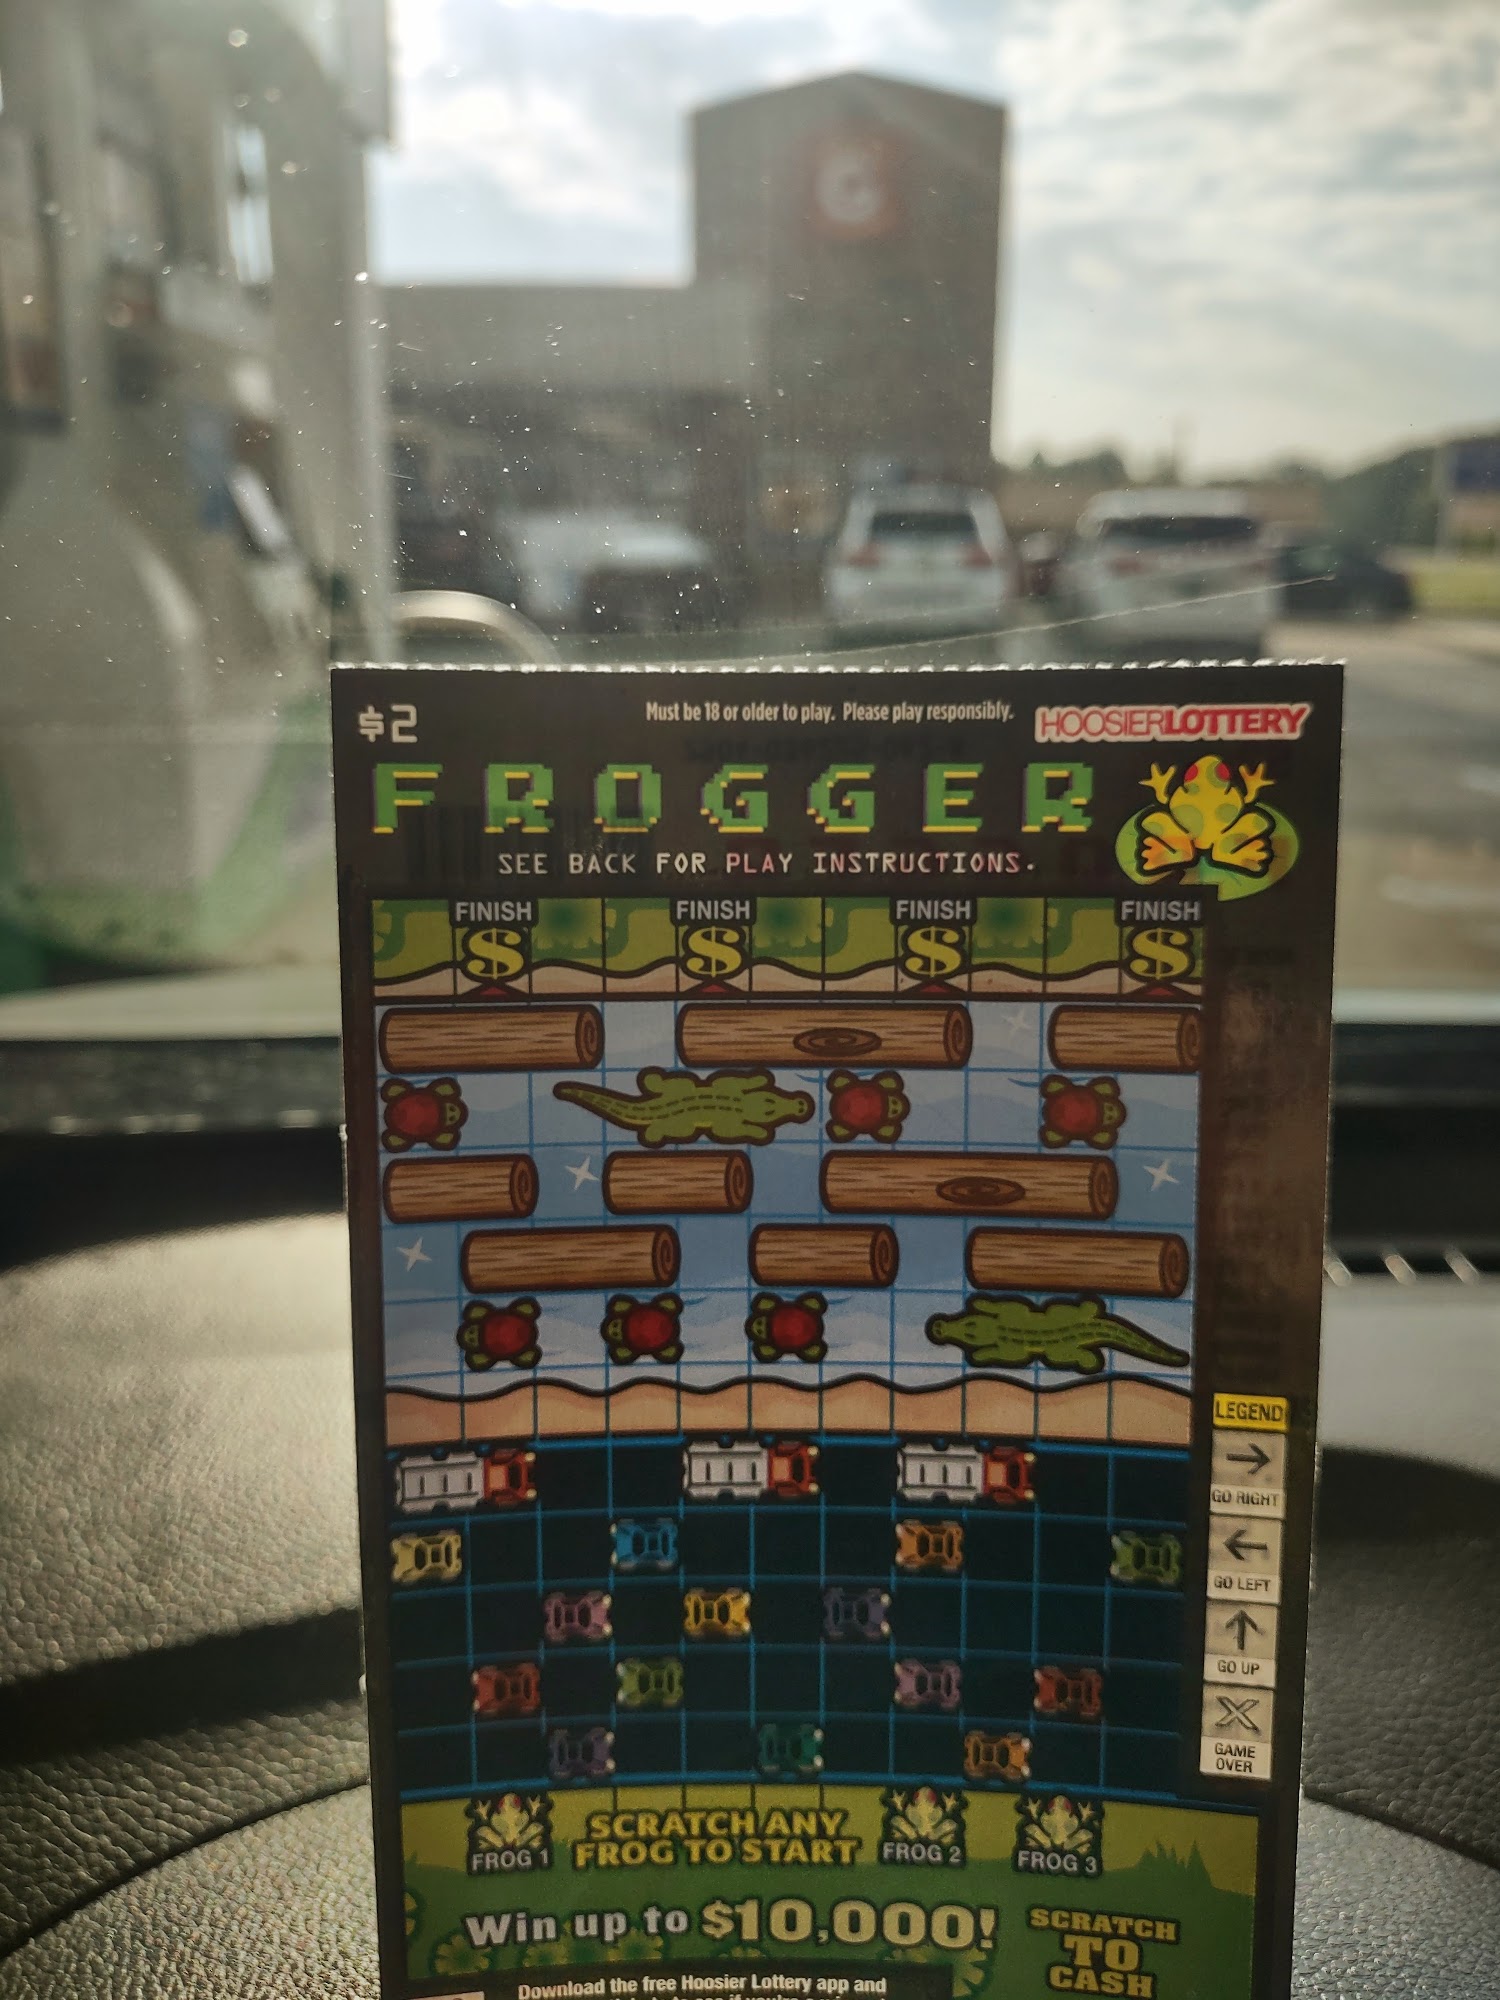 G
$2
Must be 18 or older to play. Please play responsibly.
HOOSIERLOTTERY
FROGGER
SEE BACK FOR PLAY INSTRUCTIONS.
FINISH FINISH FINISH FINISH
$ $ $ $
LEGEND
GO RIGHT
GO LEFT
GO UP
X
GAME
OVER
SCRATCH ANY
FROG TO START
FROG 1 FROG 2 FROG 3
Win up to $10,000!
SCRATCH
TO
CASH
Download the free Hoosier Lottery app and